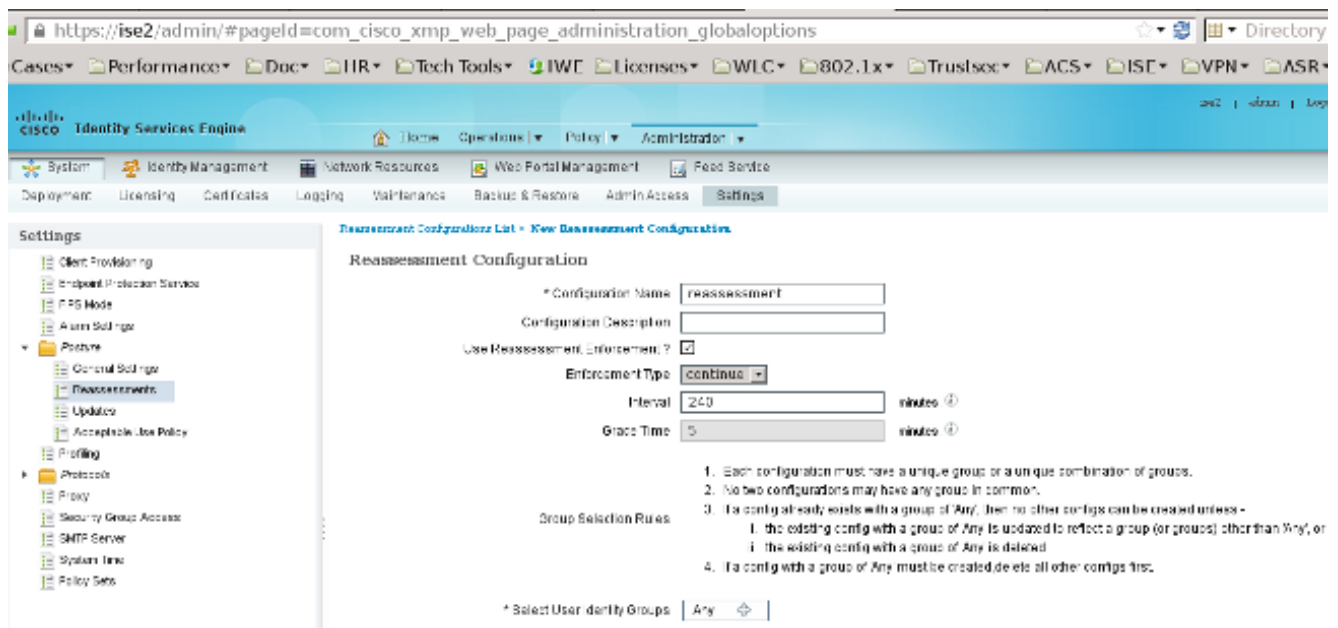 https://ise2/admin/#pageId=com_cisco_xmp_web_page_administration_globaloptions Directory
Cases Performance Doc HR Tech Tools IWE Licenses WLC 802.1x Trustsec ACS ISE VPN ASR
ise2 | admin | Log
cisco Identity Services Engine
Home Operations | Policy | Administration |
System Identity Management Network Resources Web Portal Management Feed Service
Deployment Licensing Certificates Logging Maintenance Backup & Restore Admin Access Settings
Settings
Client Provisioning
Endpoint Protection Service
FIPS Mode
Alarm Settings
Posture
General Settings
Reassessments
Updates
Acceptable Use Policy
Profiling
Protocols
Proxy
Security Group Access
SMTP Server
System Time
Policy Sets
Reassessment Configurations List > New Reassessment Configuration
Reassessment Configuration
* Configuration Name reassessment
Configuration Description
Use Reassessment Enforcement ?
Enforcement Type continue
Interval 240 minutes
Grace Time 5 minutes
Group Selection Rules
1. Each configuration must have a unique group or a unique combination of groups.
2. No two configurations may have any group in common.
3. If a config already exists with a group of 'Any', then no other configs can be created unless -
i. the existing config with a group of 'Any' is updated to reflect a group (or groups) other than 'Any', or
ii. the existing config with a group of 'Any' is deleted
4. If a config with a group of 'Any' must be created, delete all other configs first.
* Select User Identity Groups Any